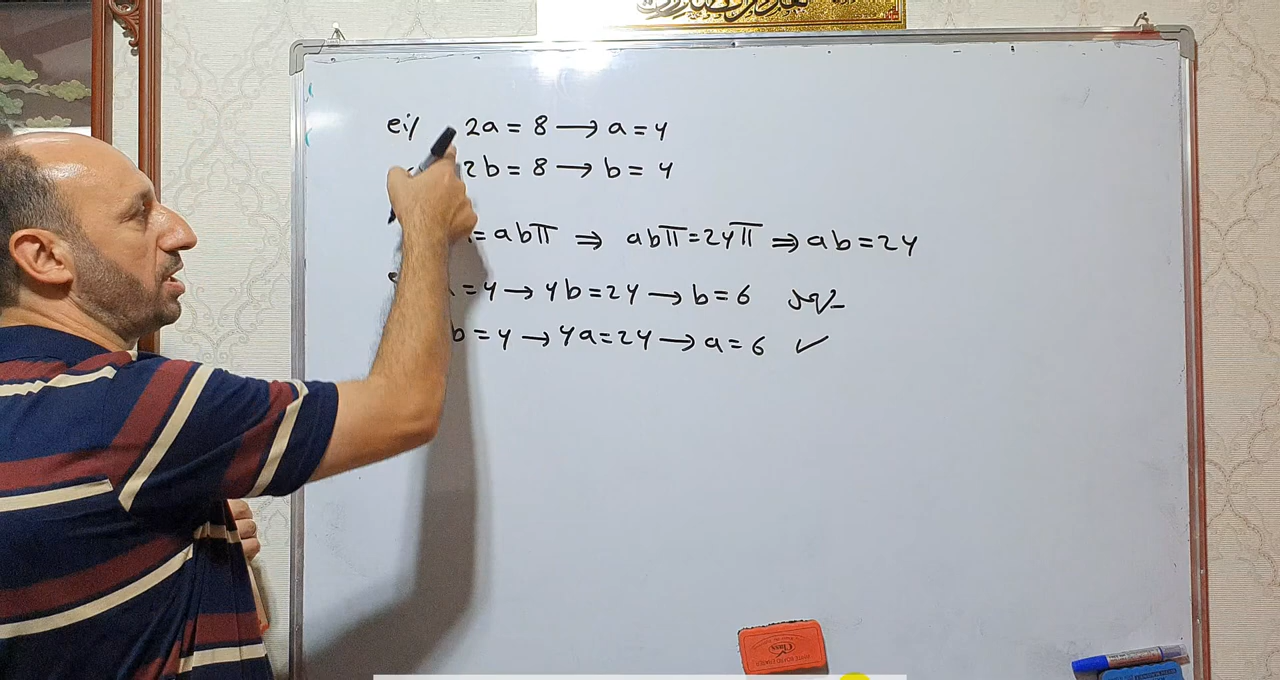 2a = 8 → a = 4
2b = 8 → b = 4
= abπ ⇒ abπ = 24π ⇒ ab = 24
= 4 → 4b = 24 → b = 6
b = 4 → 4a = 24 → a = 6 ✓